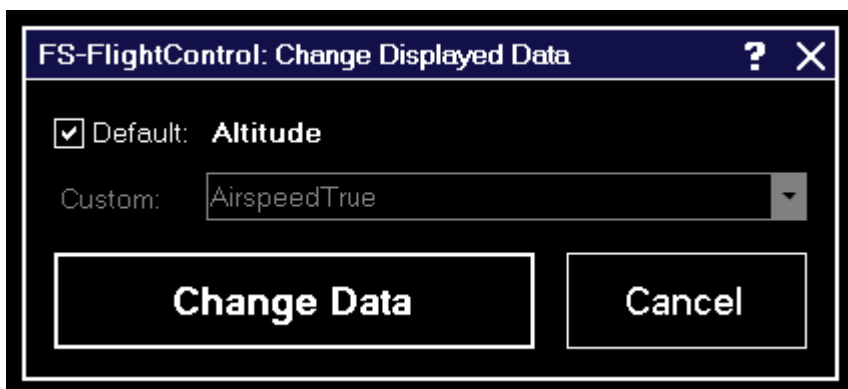 FS-FlightControl: Change Displayed Data ?
Default: Altitude
Custom: AirspeedTrue
Change Data Cancel